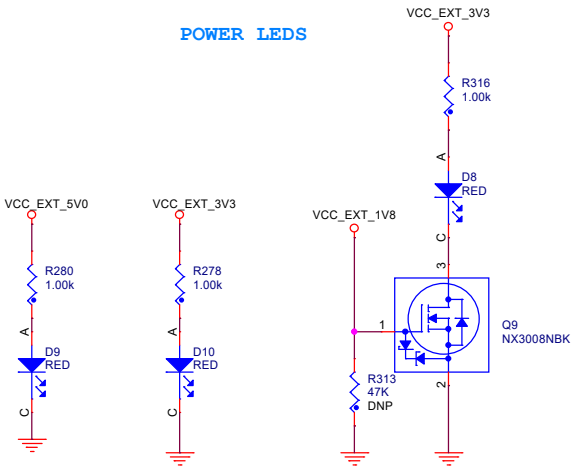 POWER LEDS
VCC_EXT_3V3
R316
1.00k
A
D8
RED
C
3
VCC_EXT_5V0
R280
1.00k
A
D9
RED
C
VCC_EXT_3V3
R278
1.00k
A
D10
RED
C
VCC_EXT_1V8
1
R313
47K
DNP
Q9
NX3008NBK
2